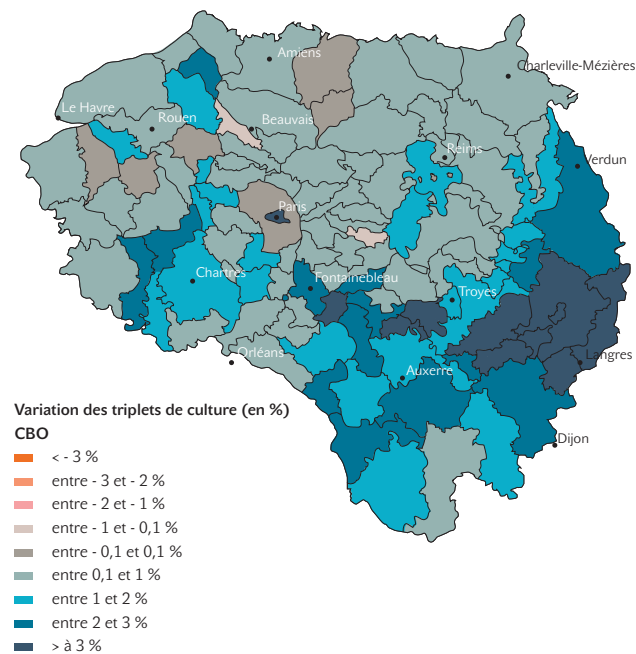 Amiens
Charleville-Mézières
Le Havre
Rouen
Beauvais
Reims
Verdun
Paris
Chartres
Fontainebleau
Troyes
Orléans
Langres
Auxerre
Dijon
Variation des triplets de culture (en %)
CBO
< - 3 %
entre - 3 et - 2 %
entre - 2 et - 1 %
entre - 1 et - 0,1 %
entre - 0,1 et 0,1 %
entre 0,1 et 1 %
entre 1 et 2 %
entre 2 et 3 %
> à 3 %